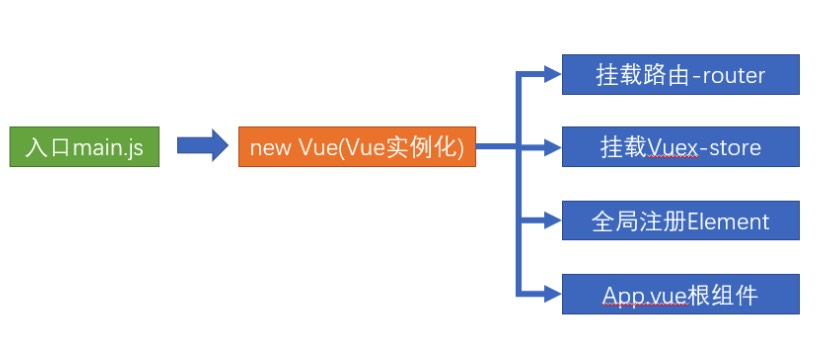 入口main.js
new Vue(Vue实例化)
挂载路由-router
挂载Vuex-store
全局注册Element
App.vue根组件